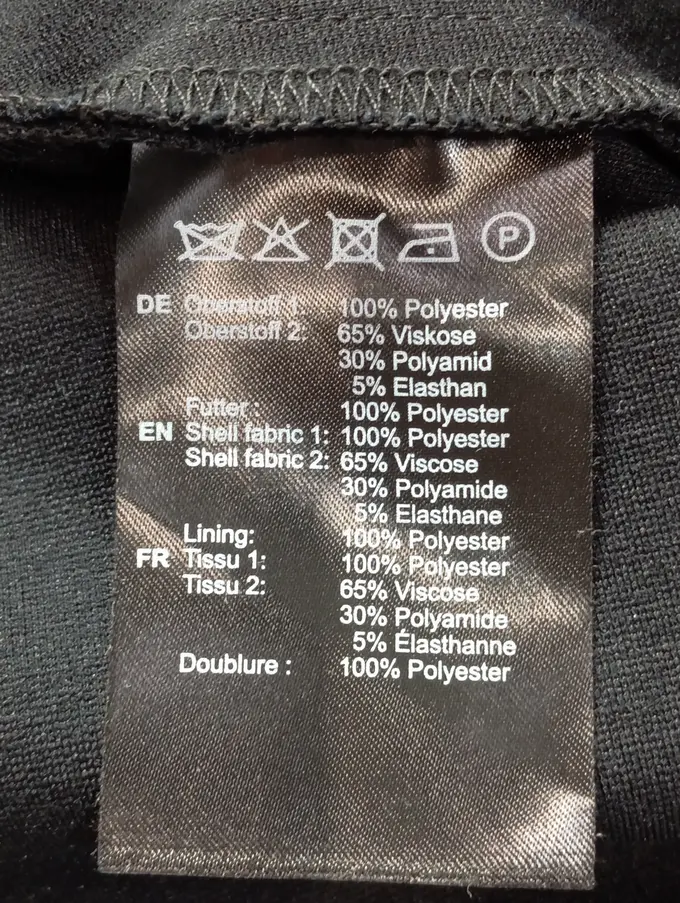 P
DE Oberstoff 1: 100% Polyester
Oberstoff 2: 65% Viskose
30% Polyamid
5% Elasthan
Futter : 100% Polyester
EN Shell fabric 1: 100% Polyester
Shell fabric 2: 65% Viscose
30% Polyamide
5% Elasthane
Lining: 100% Polyester
FR Tissu 1: 100% Polyester
Tissu 2: 65% Viscose
30% Polyamide
5% Élasthanne
Doublure : 100% Polyester